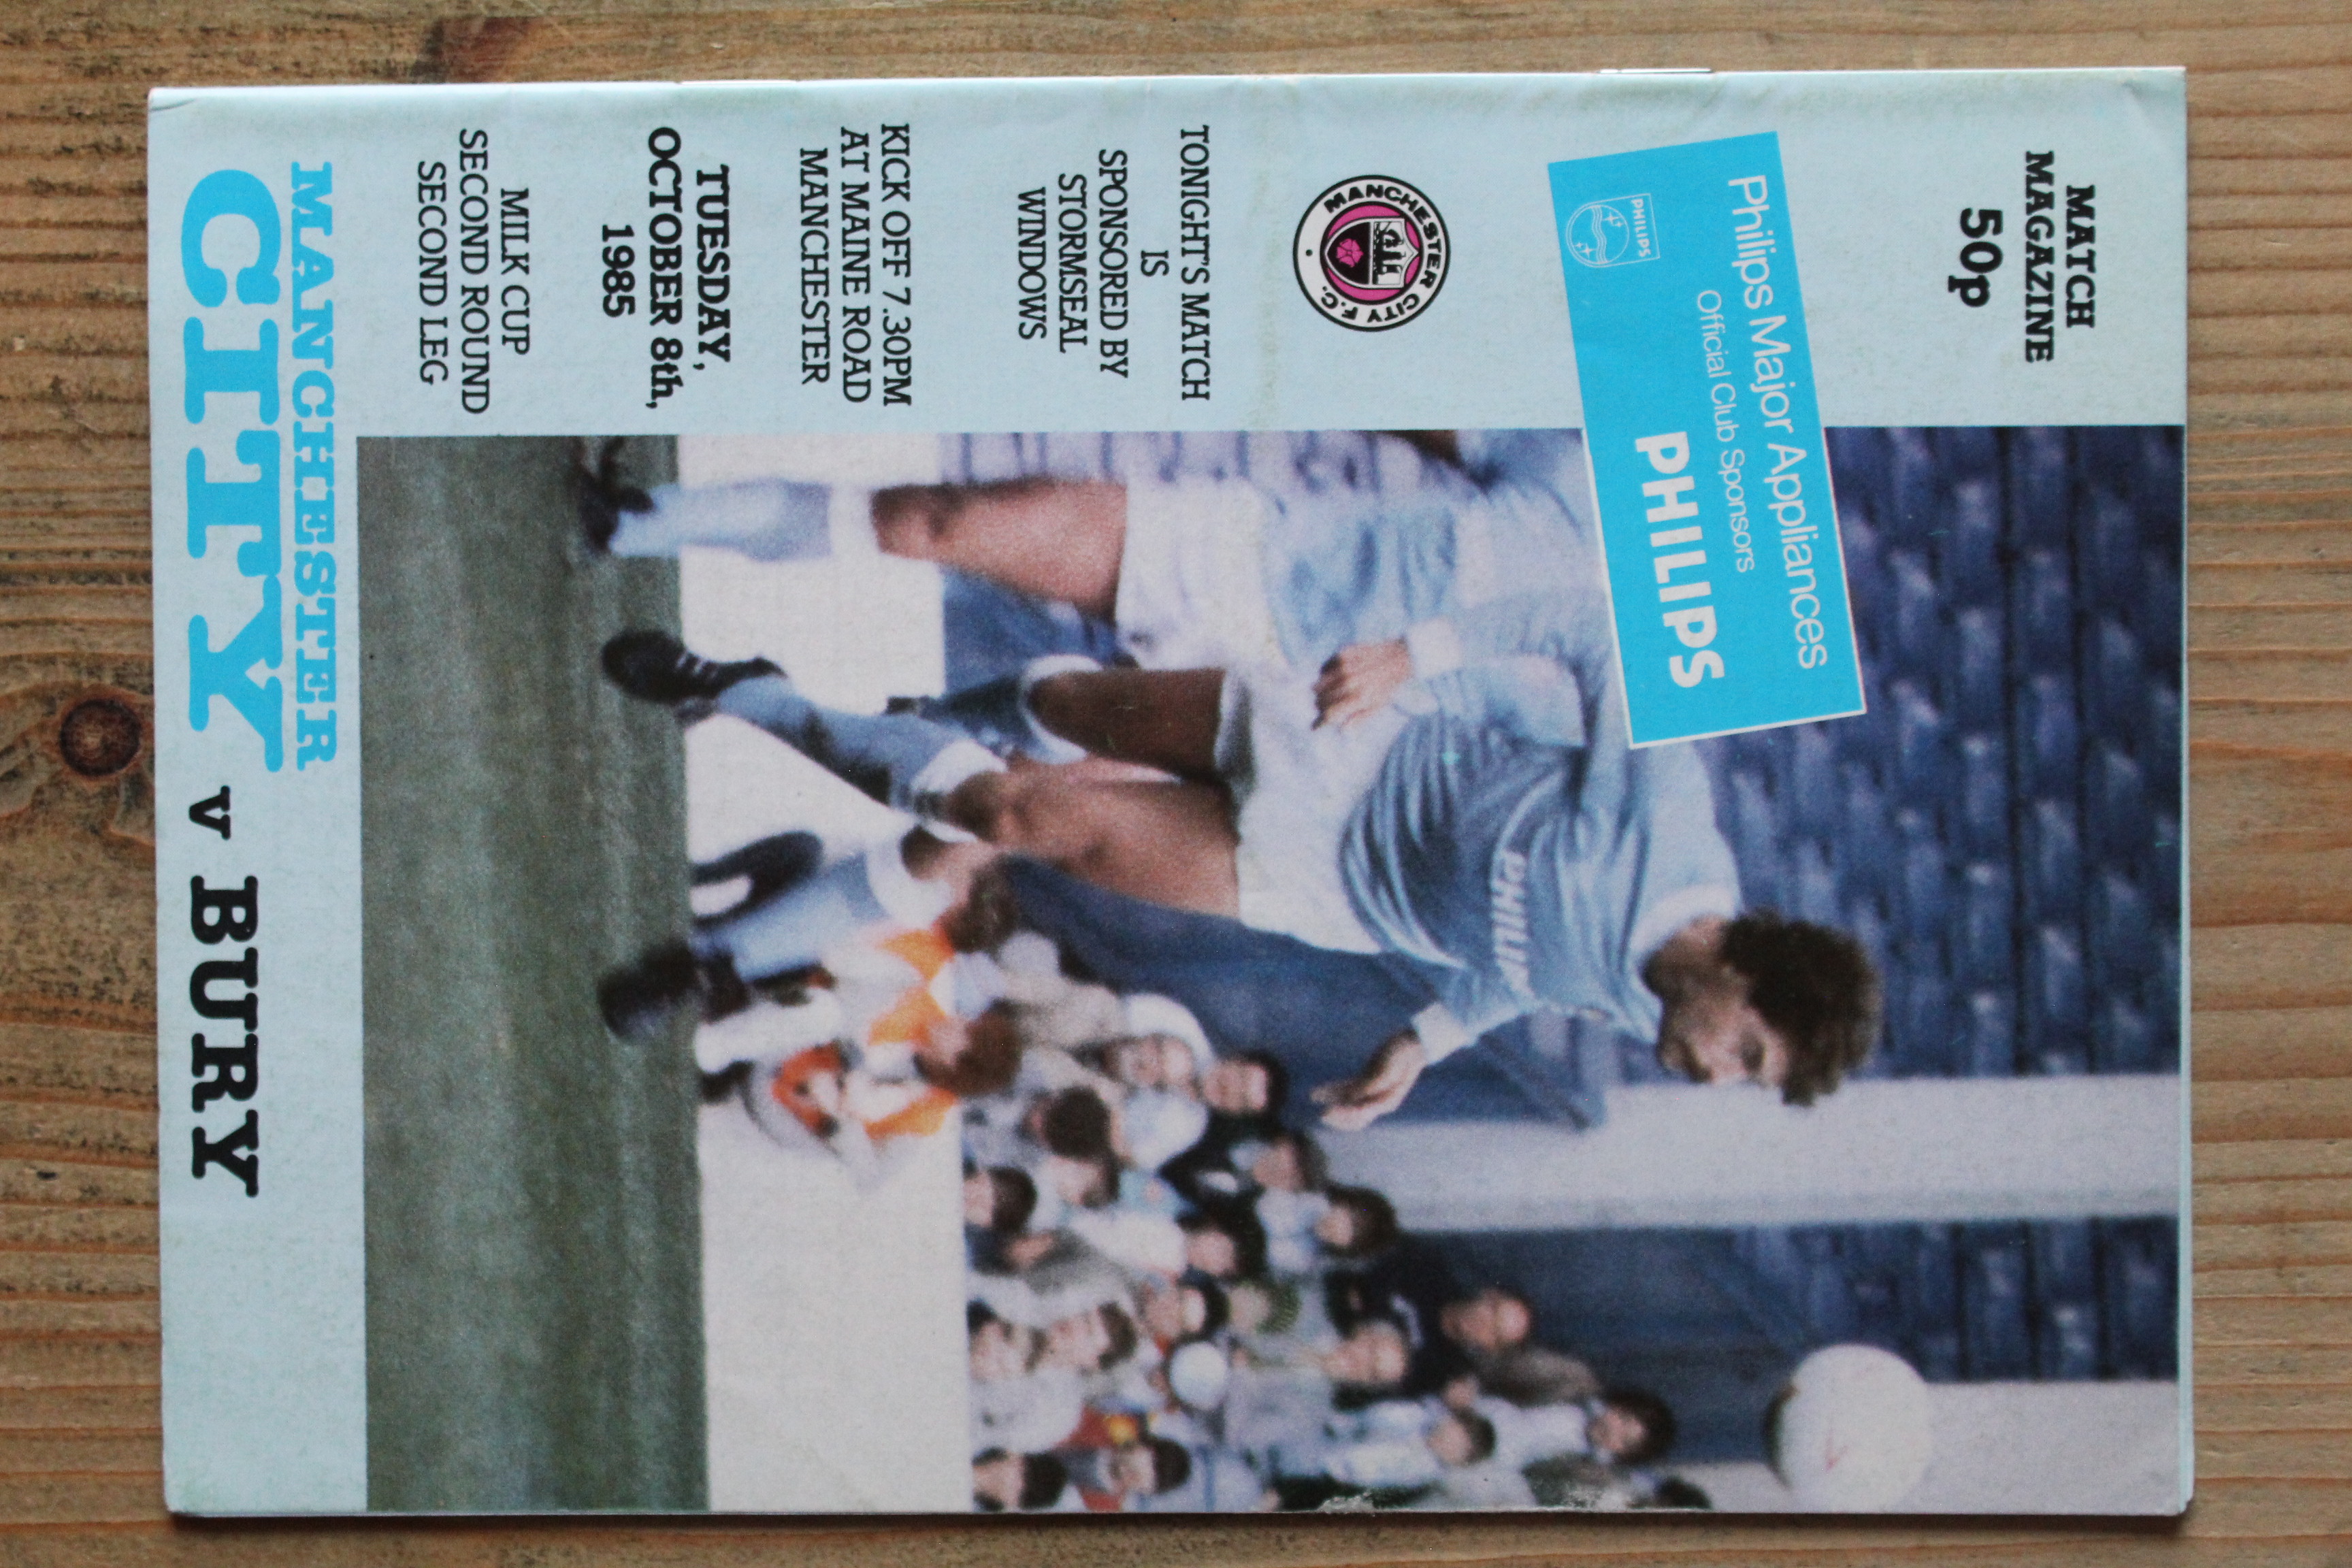 MATCH
MAGAZINE
50p
Philips Major Appliances
Official Club Sponsors
PHILIPS
PHILIPS
MANCHESTER CITY F.C.
TONIGHT'S MATCH
IS
SPONSORED BY
STORMSEAL
WINDOWS
KICK OFF 7.30PM
AT MAINE ROAD
MANCHESTER
TUESDAY,
OCTOBER 8th,
1985
MILK CUP
SECOND ROUND
SECOND LEG
PHILIPS
MANCHESTER
CITY v BURY